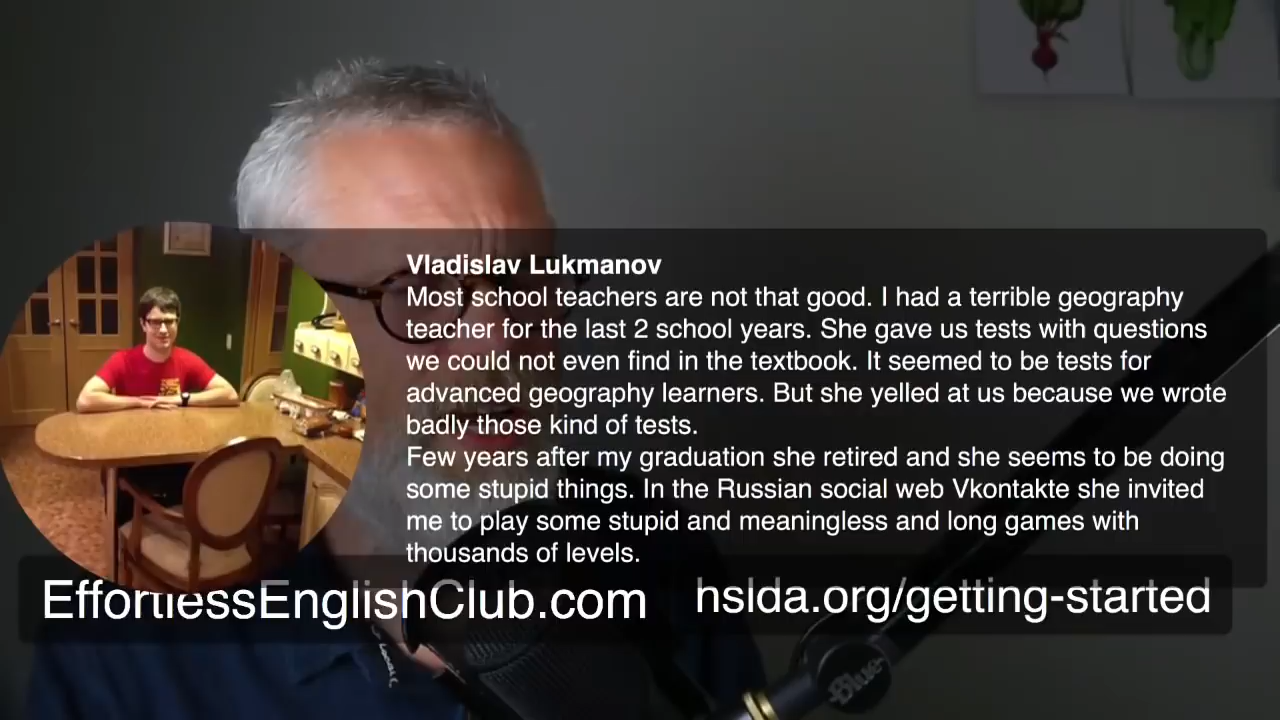 Vladislav Lukmanov
Most school teachers are not that good. I had a terrible geography
teacher for the last 2 school years. She gave us tests with questions
we could not even find in the textbook. It seemed to be tests for
advanced geography learners. But she yelled at us because we wrote
badly those kind of tests.
Few years after my graduation she retired and she seems to be doing
some stupid things. In the Russian social web Vkontakte she invited
me to play some stupid and meaningless and long games with
thousands of levels.
EffortlessEnglishClub.com
hslda.org/getting-started
Blue